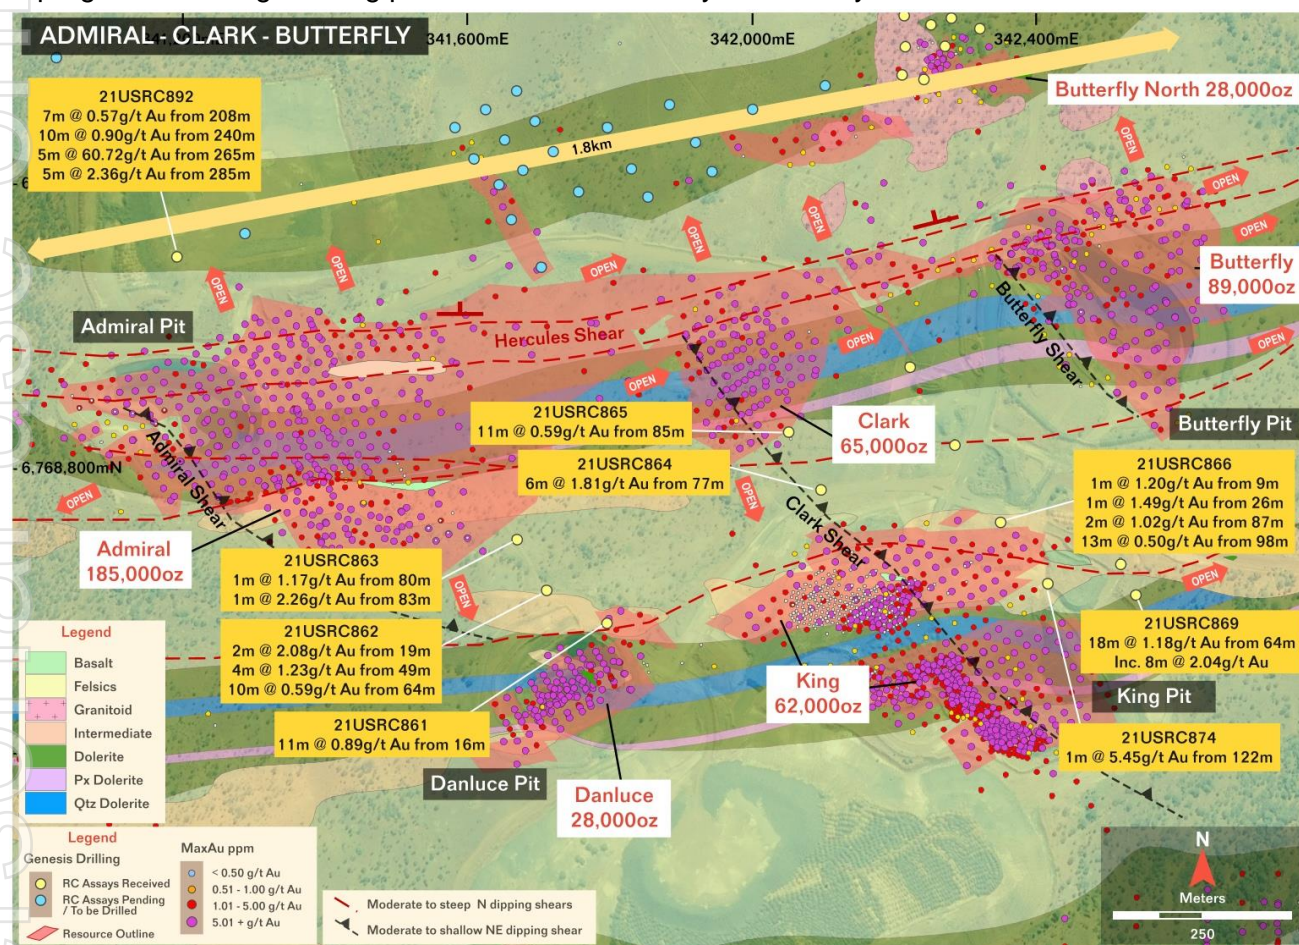 ADMIRAL - CLARK - BUTTERFLY
341,600mE
342,000mE
342,400mE
21USRC892
7m @ 0.57g/t Au from 208m
10m @ 0.90g/t Au from 240m
5m @ 60.72g/t Au from 265m
5m @ 2.36g/t Au from 285m
Butterfly North 28,000oz
1.8km
OPEN
OPEN
OPEN
OPEN
OPEN
OPEN
OPEN
OPEN
Butterfly
89,000oz
Admiral Pit
Hercules Shear
Butterfly Shear
OPEN
OPEN
OPEN
21USRC865
11m @ 0.59g/t Au from 85m
Clark
65,000oz
Butterfly Pit
6,768,800mN
Admiral Shear
21USRC864
6m @ 1.81g/t Au from 77m
21USRC866
1m @ 1.20g/t Au from 9m
1m @ 1.49g/t Au from 26m
2m @ 1.02g/t Au from 87m
13m @ 0.50g/t Au from 98m
OPEN
OPEN
Clark Shear
Admiral
185,000oz
21USRC863
1m @ 1.17g/t Au from 80m
1m @ 2.26g/t Au from 83m
OPEN
OPEN
21USRC862
2m @ 2.08g/t Au from 19m
4m @ 1.23g/t Au from 49m
10m @ 0.59g/t Au from 64m
21USRC869
18m @ 1.18g/t Au from 64m
Inc. 8m @ 2.04g/t Au
King
62,000oz
King Pit
21USRC861
11m @ 0.89g/t Au from 16m
21USRC874
1m @ 5.45g/t Au from 122m
Danluce Pit
Danluce
28,000oz
Legend
Basalt
Felsics
Granitoid
Intermediate
Dolerite
Px Dolerite
Qtz Dolerite
Legend
Genesis Drilling
RC Assays Received
RC Assays Pending
/ To be Drilled
Resource Outline
MaxAu ppm
< 0.50 g/t Au
0.51 - 1.00 g/t Au
1.01 - 5.00 g/t Au
5.01 + g/t Au
Moderate to steep N dipping shears
Moderate to shallow NE dipping shear
N
Meters
250